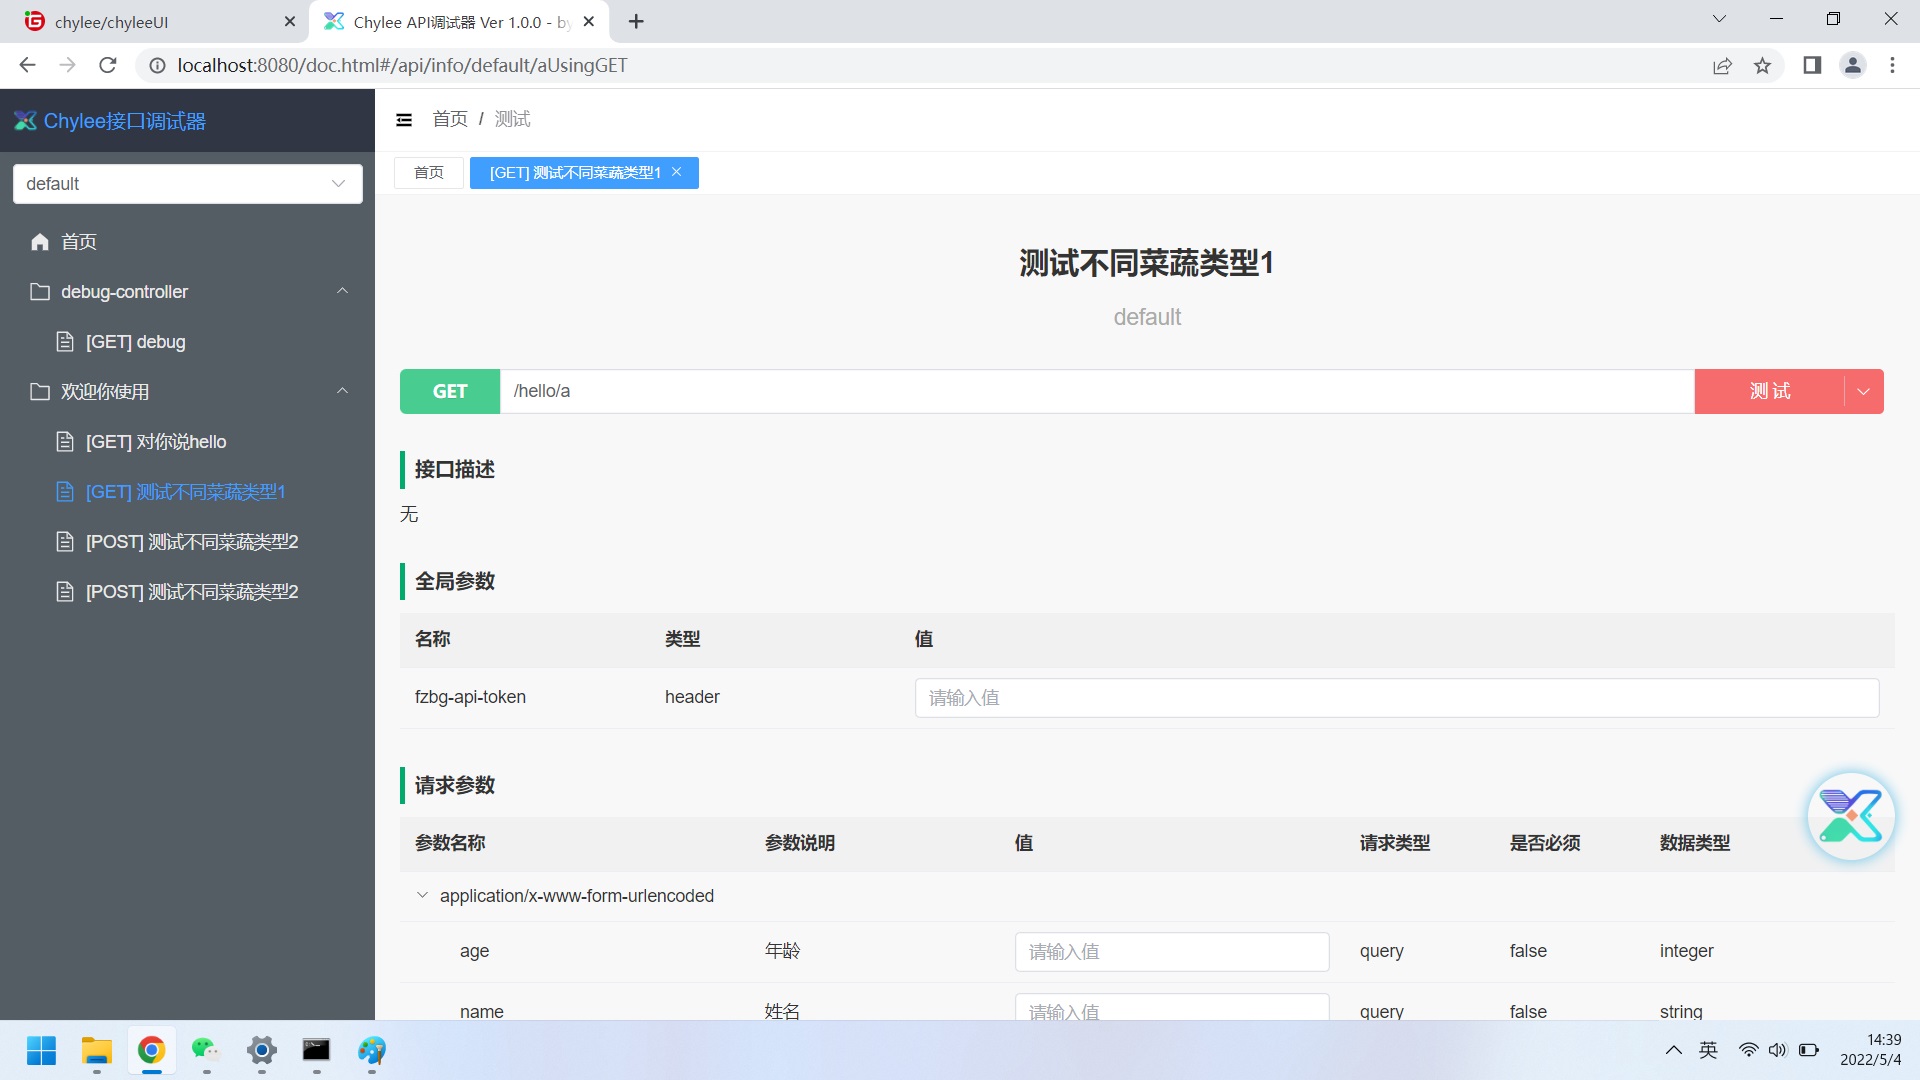 chylee/chyleeUI
Chylee API调试器 Ver 1.0.0 - by
localhost:8080/doc.html#/api/info/default/aUsingGET
Chylee接口调试器
首页 / 测试
default
首页
[GET] 测试不同菜蔬类型1
首页
debug-controller
[GET] debug
欢迎你使用
[GET] 对你说hello
[GET] 测试不同菜蔬类型1
[POST] 测试不同菜蔬类型2
[POST] 测试不同菜蔬类型2
测试不同菜蔬类型1
default
GET /hello/a 测 试
接口描述
无
全局参数
名称 类型 值
fzbg-api-token header 请输入值
请求参数
参数名称 参数说明 值 请求类型 是否必须 数据类型
application/x-www-form-urlencoded
age 年龄 请输入值 query false integer
name 姓名 请输入值 query false string
英
14:39
2022/5/4